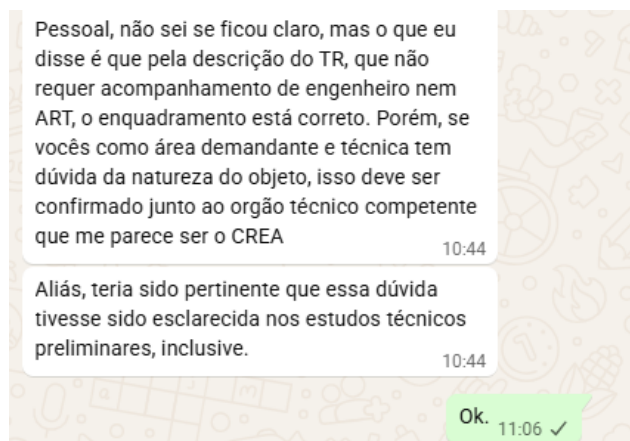 Pessoal, não sei se ficou claro, mas o que eu
disse é que pela descrição do TR, que não
requer acompanhamento de engenheiro nem
ART, o enquadramento está correto. Porém, se
vocês como área demandante e técnica tem
dúvida da natureza do objeto, isso deve ser
confirmado junto ao orgão técnico competente
que me parece ser o CREA
10:44
Aliás, teria sido pertinente que essa dúvida
tivesse sido esclarecida nos estudos técnicos
preliminares, inclusive.
10:44
Ok.
11:06